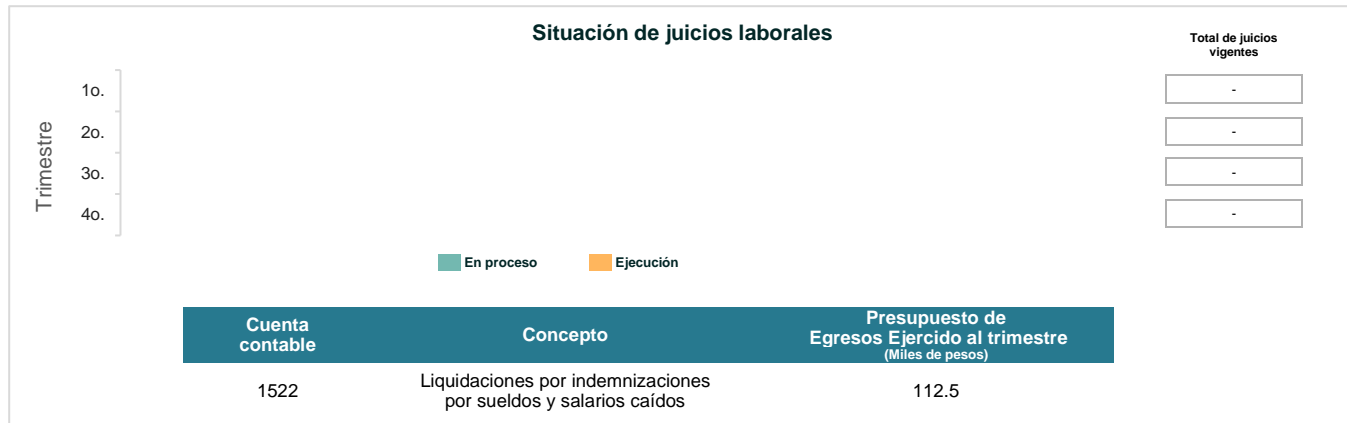 Situación de juicios laborales
Total de juicios
vigentes
Trimestre
1o.
-
2o.
-
3o.
-
4o.
-
En proceso
Ejecución
Cuenta
contable
Concepto
Presupuesto de
Egresos Ejercido al trimestre
(Miles de pesos)
1522
Liquidaciones por indemnizaciones
por sueldos y salarios caídos
112.5